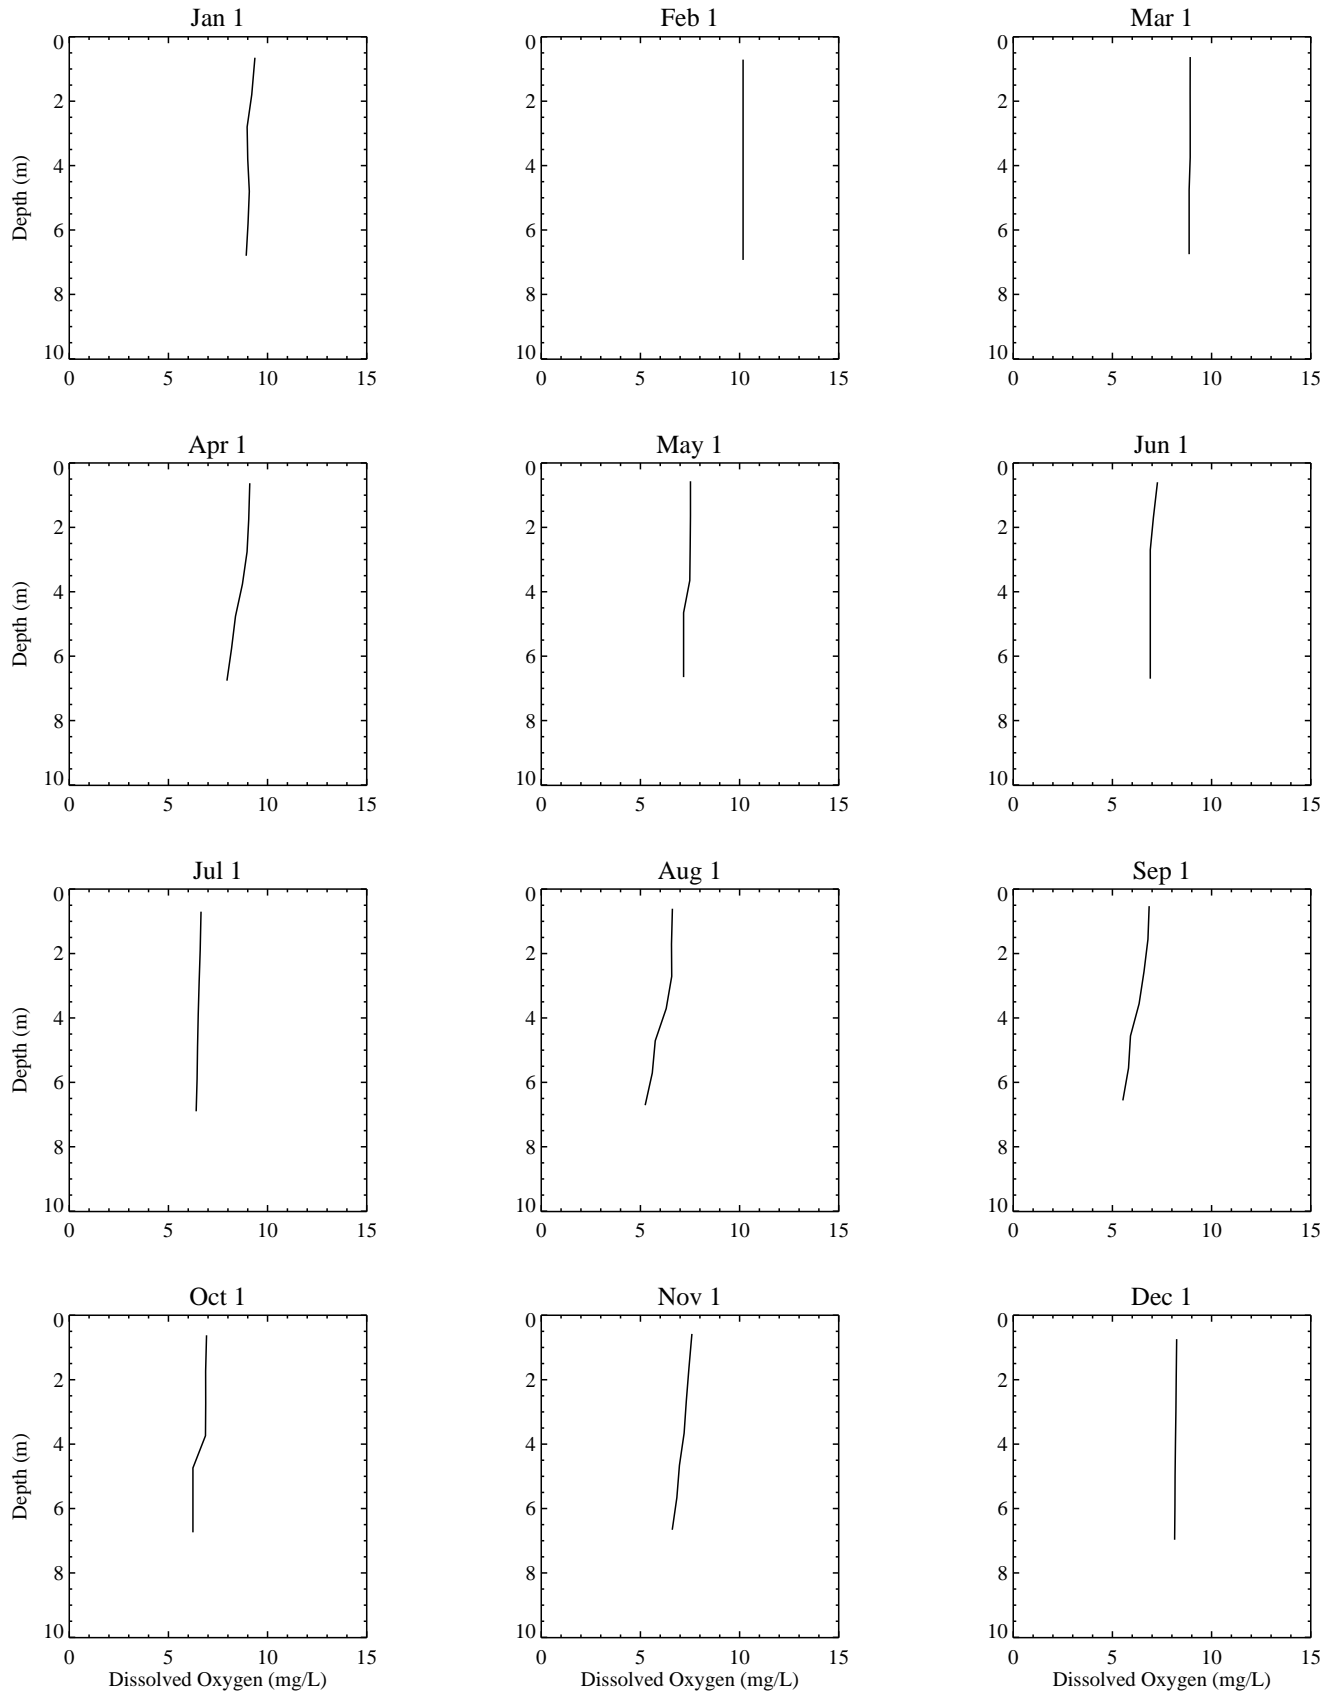 Jan 1 Feb 1 Mar 1
0 0 0
2 2 2
Depth (m) 4 4 4
6 6 6
8 8 8
10 10 10
0 5 10 15 0 5 10 15 0 5 10 15
Apr 1 May 1 Jun 1
0 0 0
2 2 2
Depth (m) 4 4 4
6 6 6
8 8 8
10 10 10
0 5 10 15 0 5 10 15 0 5 10 15
Jul 1 Aug 1 Sep 1
0 0 0
2 2 2
Depth (m) 4 4 4
6 6 6
8 8 8
10 10 10
0 5 10 15 0 5 10 15 0 5 10 15
Oct 1 Nov 1 Dec 1
0 0 0
2 2 2
Depth (m) 4 4 4
6 6 6
8 8 8
10 10 10
0 5 10 15 0 5 10 15 0 5 10 15
Dissolved Oxygen (mg/L) Dissolved Oxygen (mg/L) Dissolved Oxygen (mg/L)